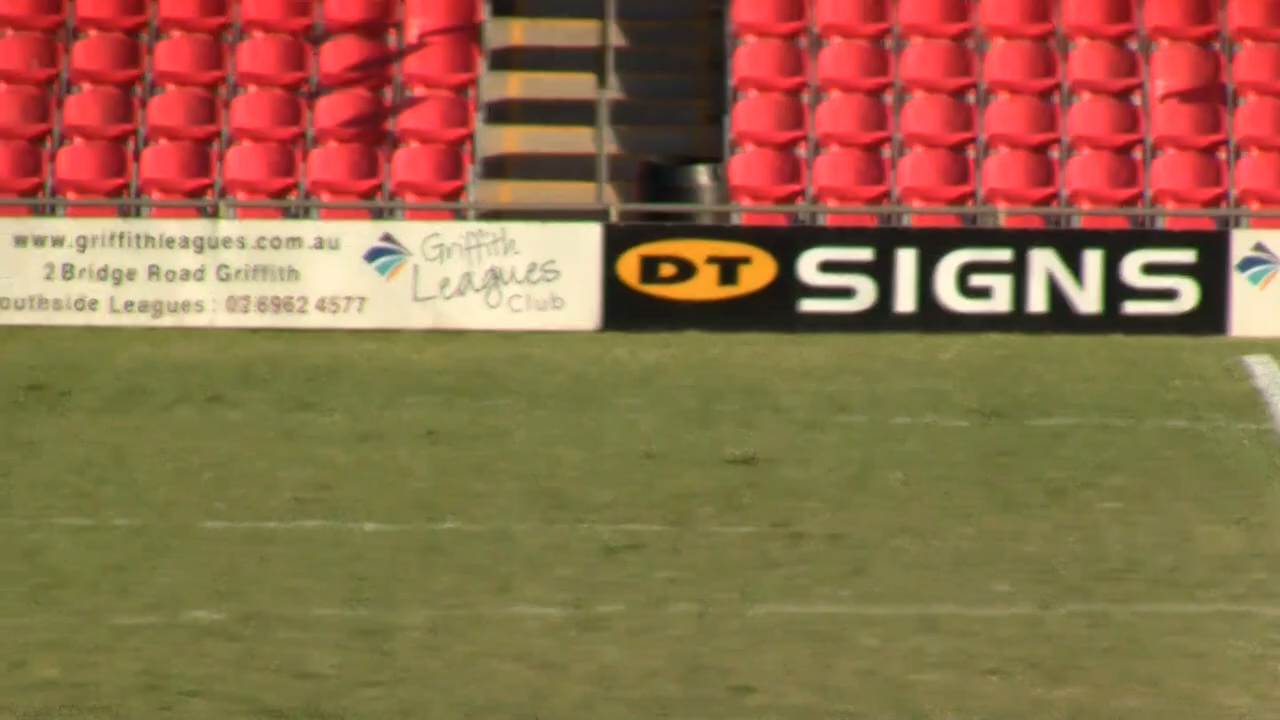 www.griffithleagues.com.au
2 Bridge Road Griffith
outhside Leagues: 02 6962 4577
Griffith
Leagues
Club
DT SIGNS